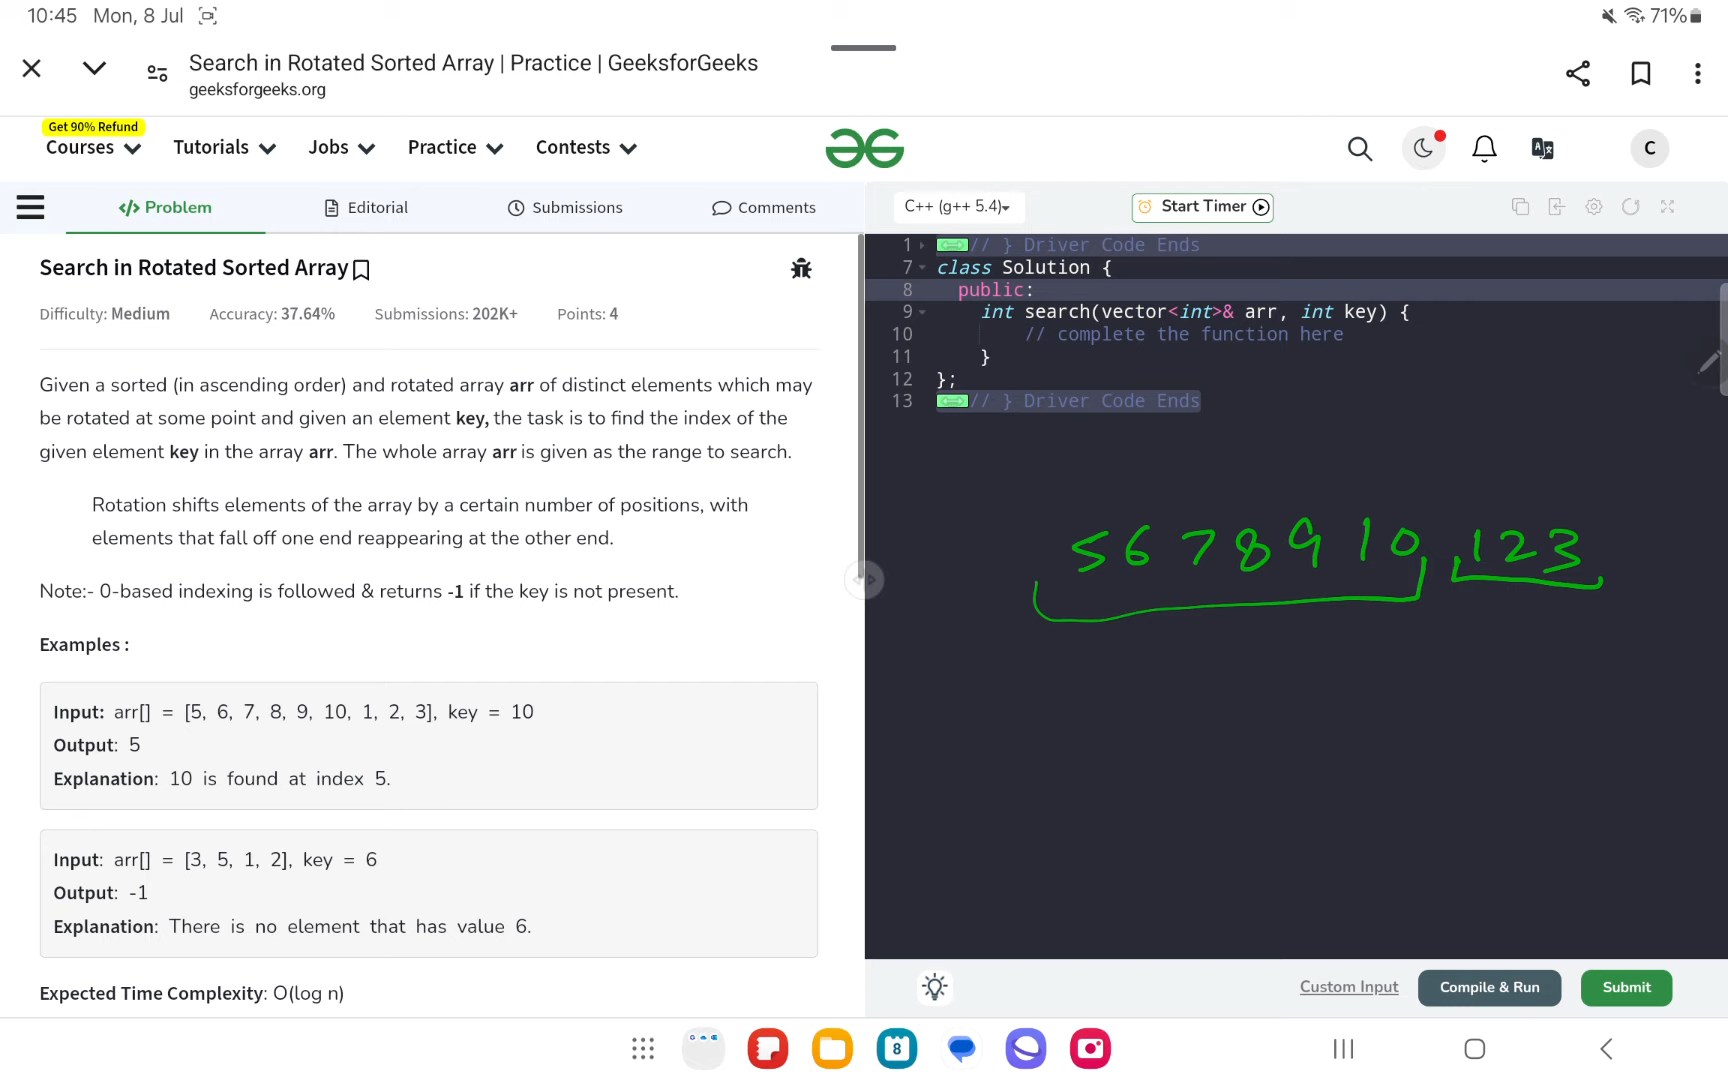 10:45 Mon, 8 Jul 71%
Search in Rotated Sorted Array | Practice | GeeksforGeeks
geeksforgeeks.org
Get 90% Refund
Courses Tutorials Jobs Practice Contests C
Problem Editorial Submissions Comments
Search in Rotated Sorted Array
Difficulty: Medium Accuracy: 37.64% Submissions: 202K+ Points: 4
Given a sorted (in ascending order) and rotated array arr of distinct elements which may
be rotated at some point and given an element key, the task is to find the index of the
given element key in the array arr. The whole array arr is given as the range to search.
Rotation shifts elements of the array by a certain number of positions, with
elements that fall off one end reappearing at the other end.
Note:- 0-based indexing is followed & returns -1 if the key is not present.
Examples :
Input: arr[] = [5, 6, 7, 8, 9, 10, 1, 2, 3], key = 10
Output: 5
Explanation: 10 is found at index 5.
Input: arr[] = [3, 5, 1, 2], key = 6
Output: -1
Explanation: There is no element that has value 6.
Expected Time Complexity: O(log n)
C++ (g++ 5.4) Start Timer
1 // } Driver Code Ends
7 class Solution {
8 public:
9 int search(vector<int>& arr, int key) {
10 // complete the function here
11 }
12 };
13 // } Driver Code Ends
5 6 7 8 9 10 1 2 3
Custom Input Compile & Run Submit
8